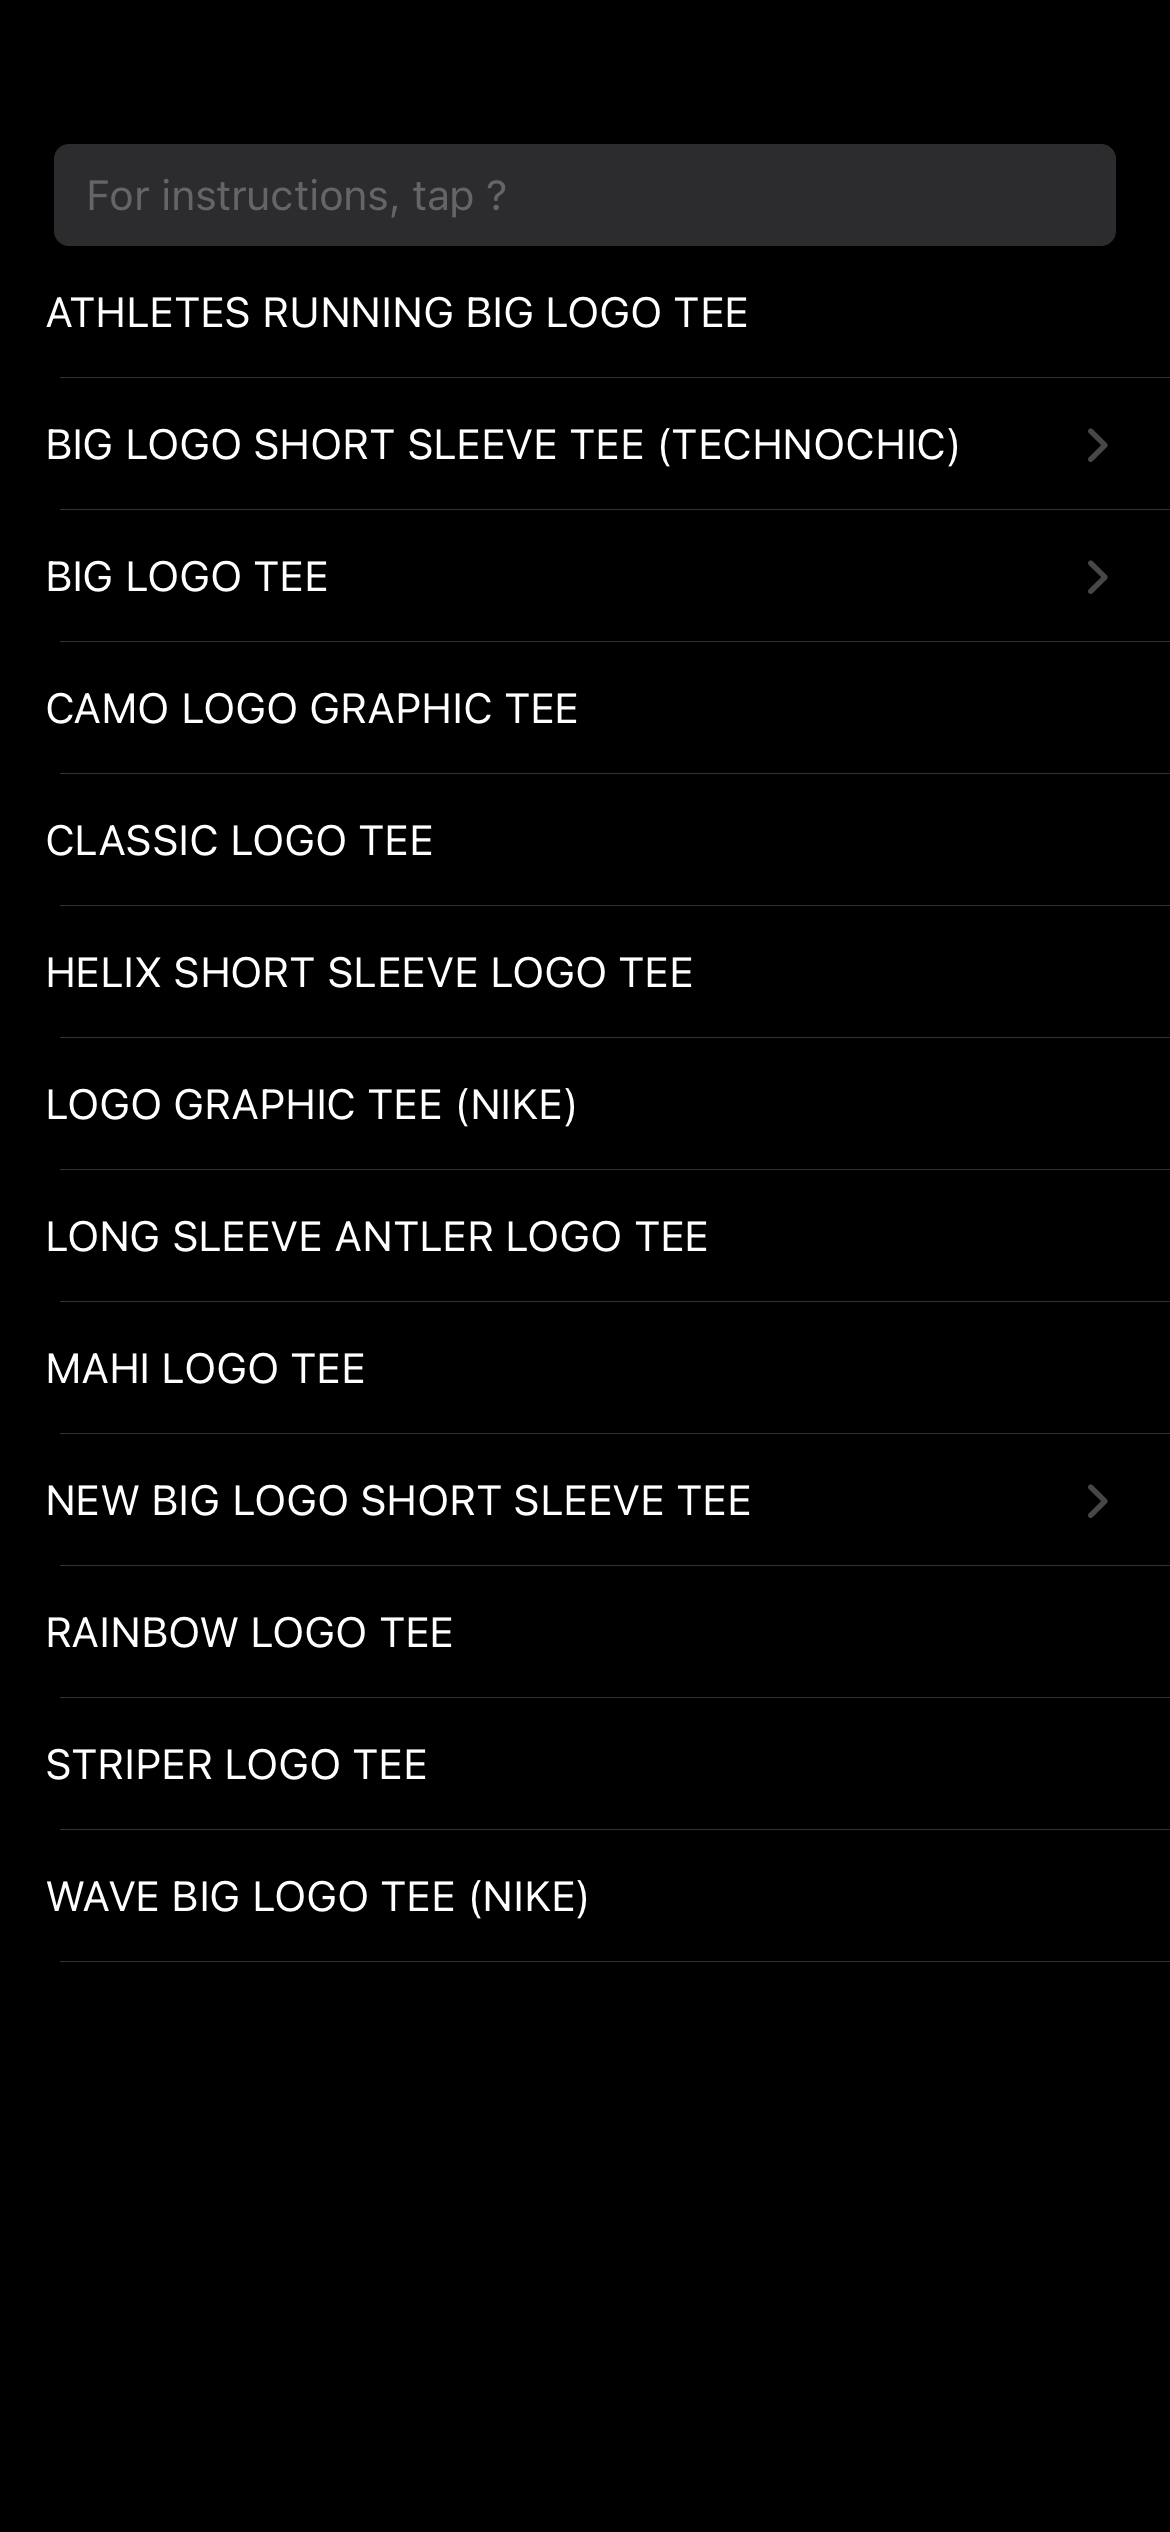 For instructions, tap ?
ATHLETES RUNNING BIG LOGO TEE
BIG LOGO SHORT SLEEVE TEE (TECHNOCHIC)
BIG LOGO TEE
CAMO LOGO GRAPHIC TEE
CLASSIC LOGO TEE
HELIX SHORT SLEEVE LOGO TEE
LOGO GRAPHIC TEE (NIKE)
LONG SLEEVE ANTLER LOGO TEE
MAHI LOGO TEE
NEW BIG LOGO SHORT SLEEVE TEE
RAINBOW LOGO TEE
STRIPER LOGO TEE
WAVE BIG LOGO TEE (NIKE)